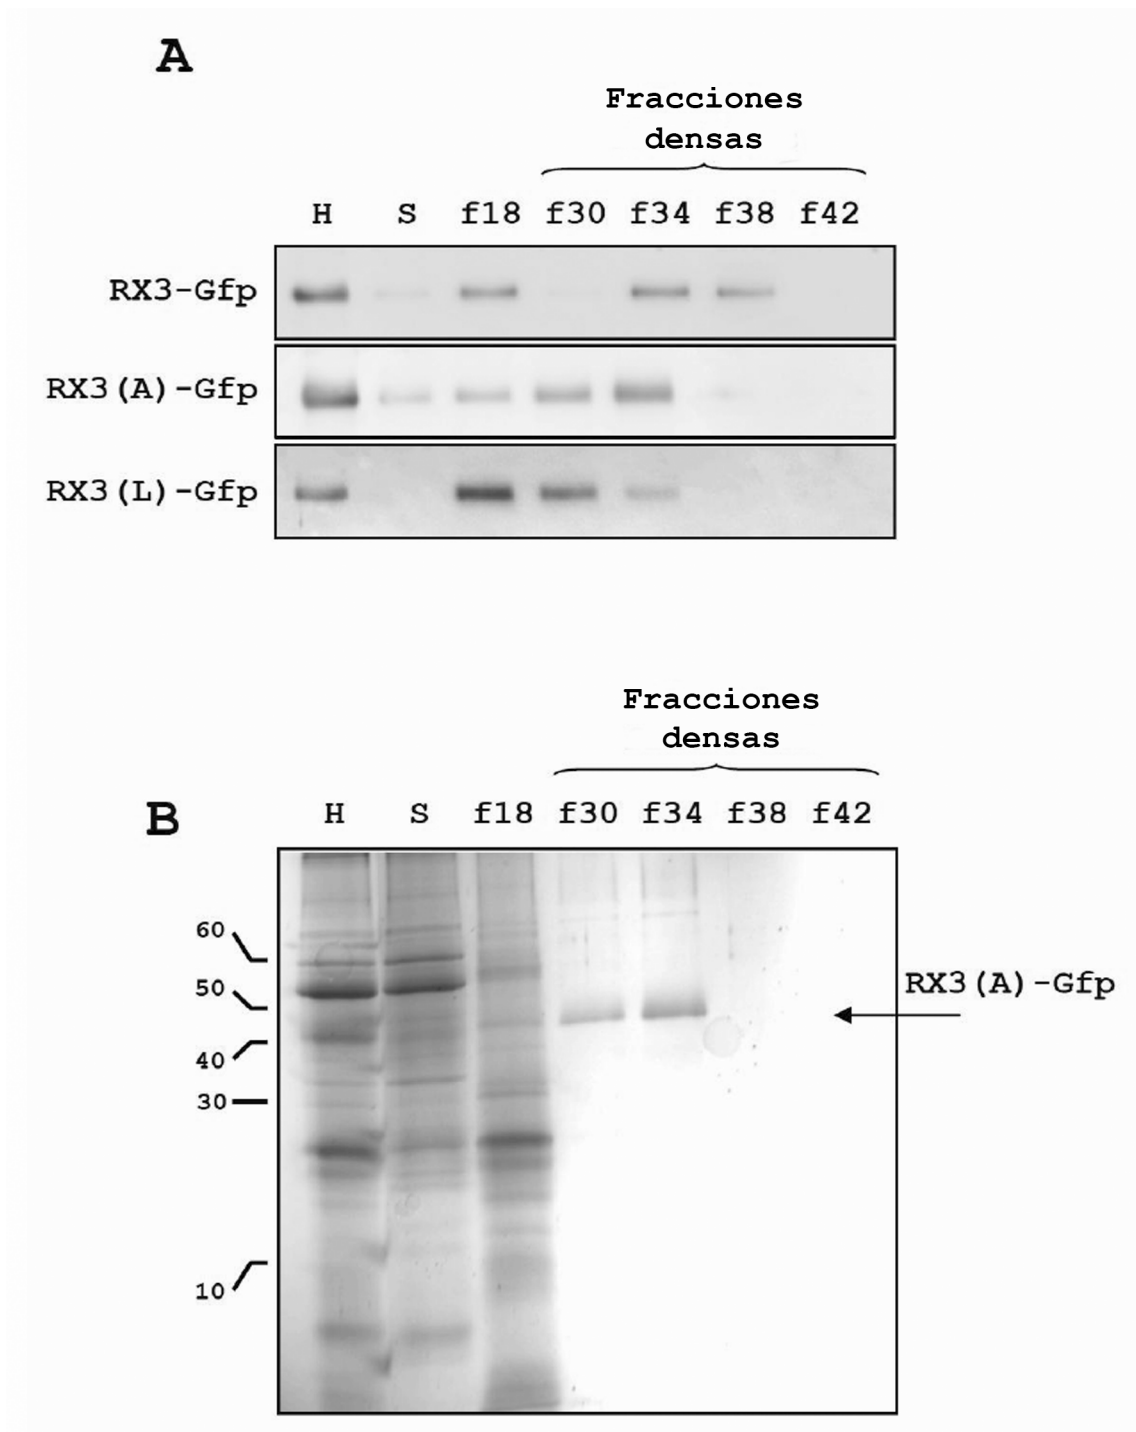 A
Fracciones
densas
H S f18 f30 f34 f38 f42
RX3-Gfp
RX3(A)-Gfp
RX3(L)-Gfp
Fracciones
densas
B H S f18 f30 f34 f38 f42
60
50
40
30
10
RX3(A)-Gfp